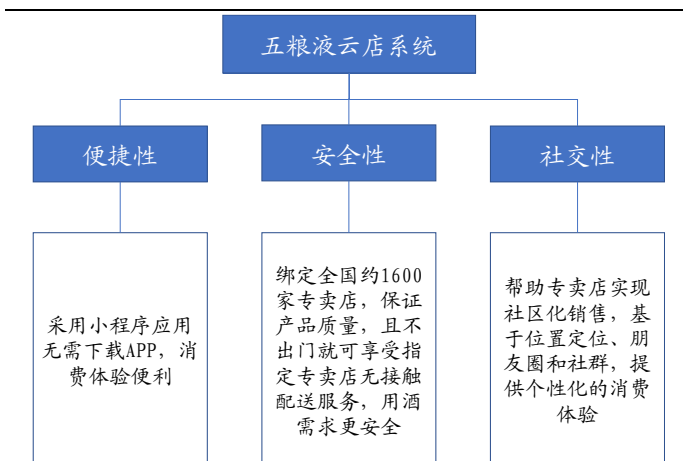 五粮液云店系统
便捷性
安全性
社交性
采用小程序应用
无需下载APP，消
费体验便利
绑定全国约1600
家专卖店，保证
产品质量，且不
出门就可享受指
定专卖店无接触
配送服务，用酒
需求更安全
帮助专卖店实现
社区化销售，基
于位置定位、朋
友圈和社群，提
供个性化的消费
体验